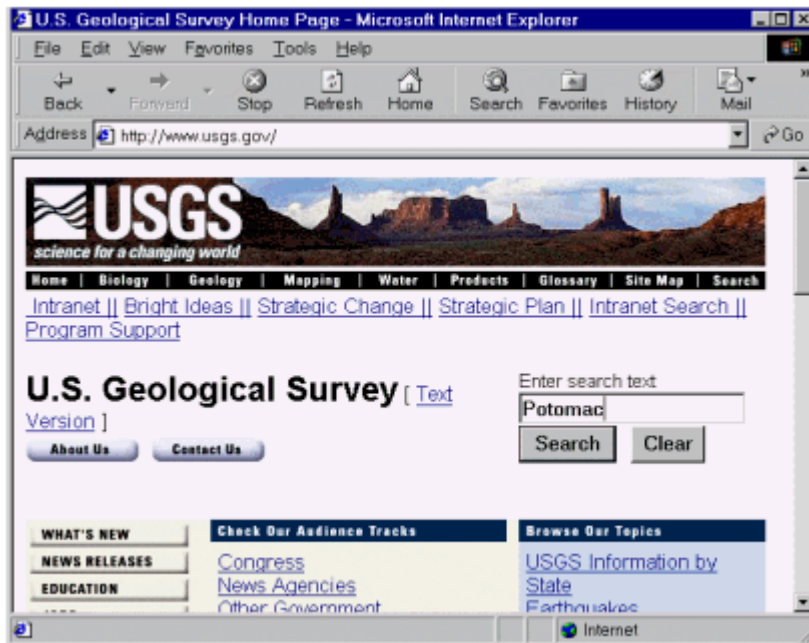 U.S. Geological Survey Home Page - Microsoft Internet Explorer
File Edit View Favorites Tools Help
Back Forward Stop Refresh Home Search Favorites History Mail
Address http://www.usgs.gov/ Go
USGS
science for a changing world
Home | Biology | Geology | Mapping | Water | Products | Glossary | Site Map | Search
Intranet || Bright Ideas || Strategic Change || Strategic Plan || Intranet Search ||
Program Support
U.S. Geological Survey [ Text
Version ]
Enter search text
Potomac
Search Clear
About Us Contact Us
WHAT'S NEW
NEWS RELEASES
EDUCATION
Check Our Audience Tracks
Congress
News Agencies
Other Government
Browse Our Topics
USGS Information by
State
Earthquakes
Internet